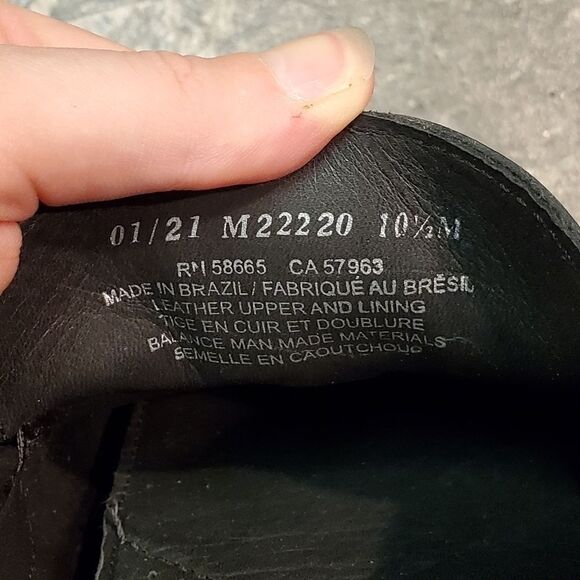 01/21 M22220 10½M
RN 58665 CA 57963
MADE IN BRAZIL / FABRIQUÉ AU BRÉSIL
LEATHER UPPER AND LINING
TIGE EN CUIR ET DOUBLURE
BALANCE MAN MADE MATERIALS
SEMELLE EN CAOUTCHOUC